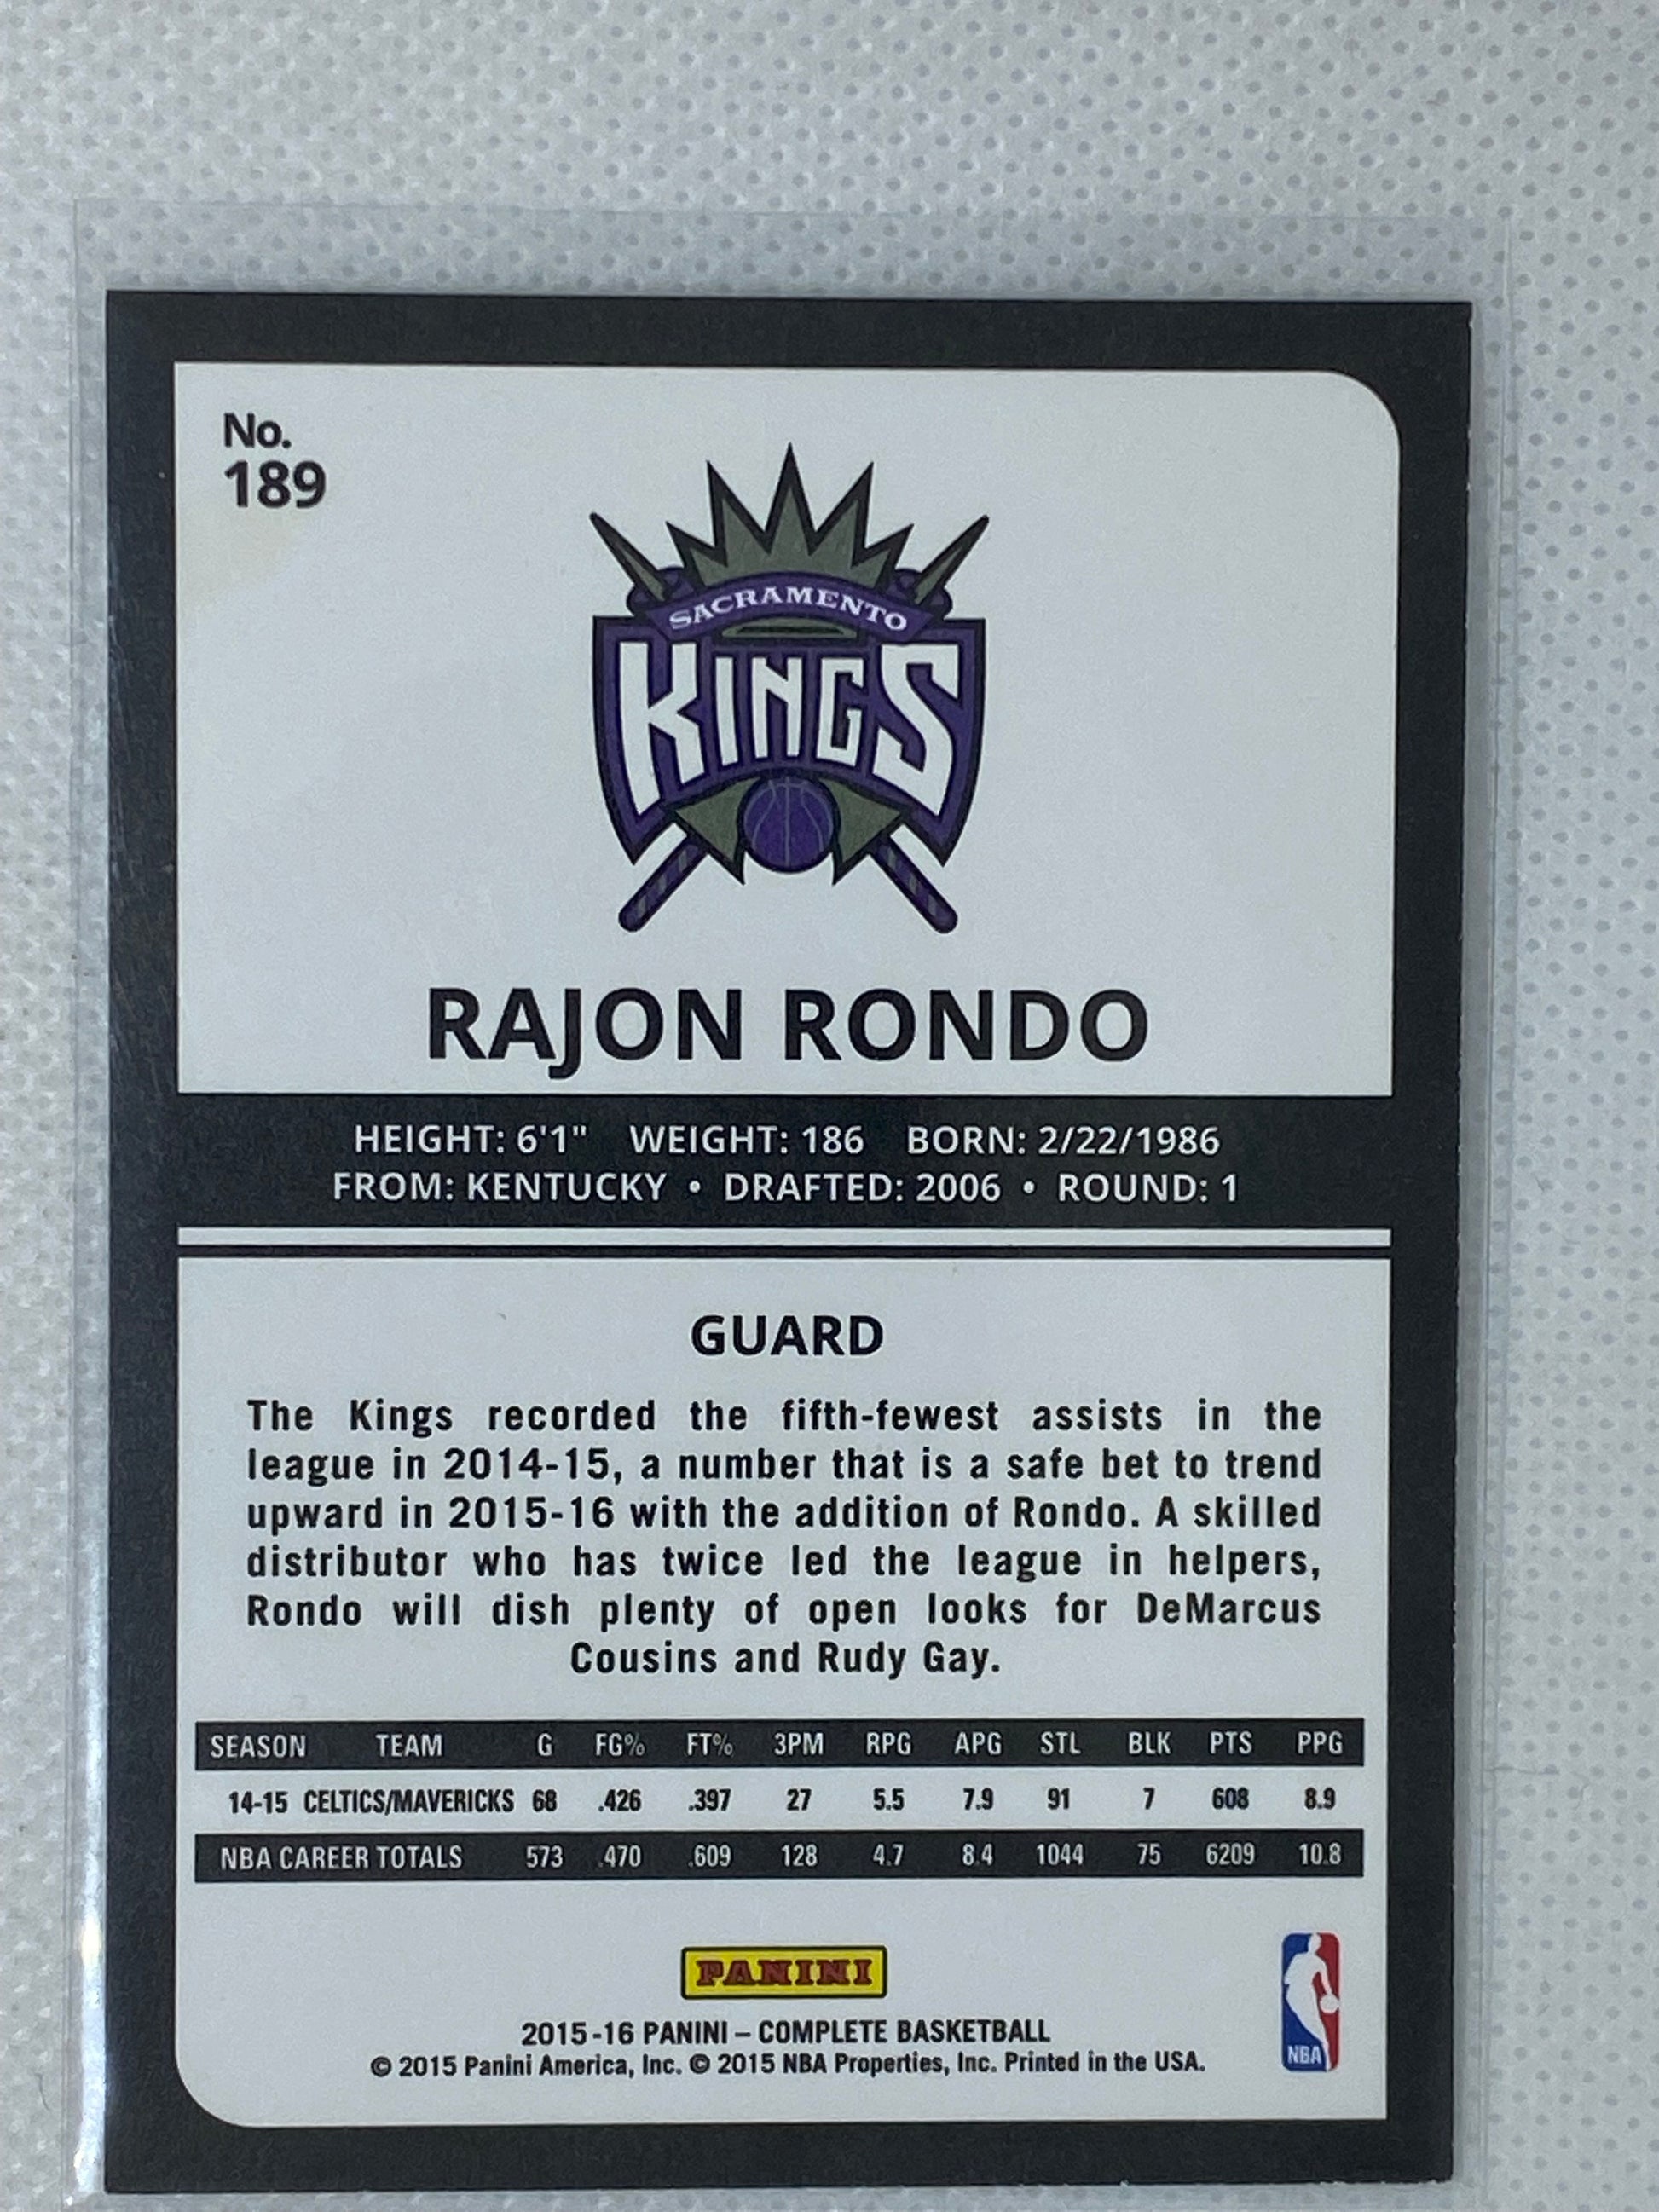 No.
189
SACRAMENTO
KINGS
RAJON RONDO
HEIGHT: 6'1" WEIGHT: 186 BORN: 2/22/1986
FROM: KENTUCKY • DRAFTED: 2006 • ROUND: 1
GUARD
The Kings recorded the fifth-fewest assists in the
league in 2014-15, a number that is a safe bet to trend
upward in 2015-16 with the addition of Rondo. A skilled
distributor who has twice led the league in helpers,
Rondo will dish plenty of open looks for DeMarcus
Cousins and Rudy Gay.
SEASON TEAM G FG% FT% 3PM RPG APG STL BLK PTS PPG
14-15 CELTICS/MAVERICKS 68 .426 .397 27 5.5 7.9 91 7 608 8.9
NBA CAREER TOTALS 573 .470 .609 128 4.7 8.4 1044 75 6209 10.8
PANINI
2015-16 PANINI – COMPLETE BASKETBALL
© 2015 Panini America, Inc. © 2015 NBA Properties, Inc. Printed in the USA.
NBA